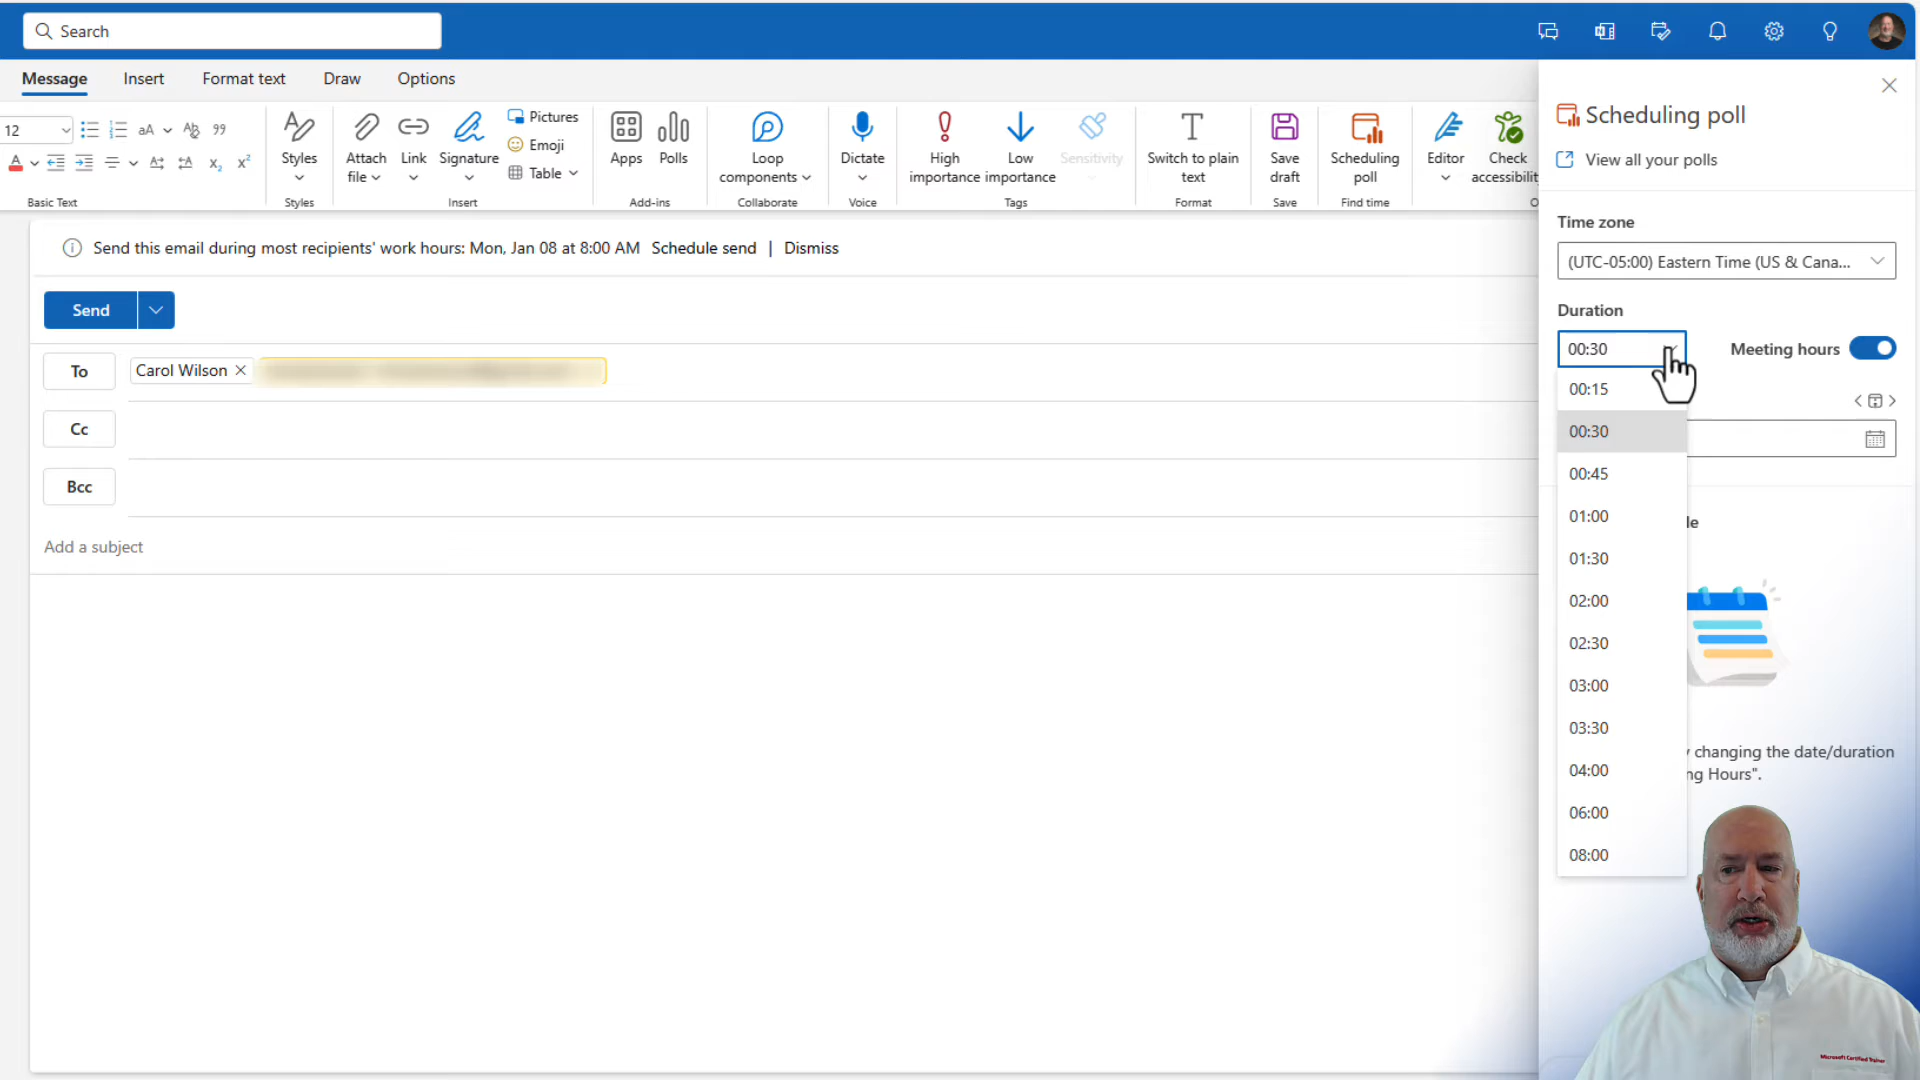 Search
Message Insert Format text Draw Options
12
Styles
Attach file
Link
Signature
Pictures
Emoji
Table
Apps
Polls
Loop components
Dictate
High importance
Low importance
Sensitivity
Switch to plain text
Save draft
Scheduling poll
Editor
Check accessibility
Basic Text Styles Insert Add-ins Collaborate Voice Tags Format Save Find time
Send this email during most recipients' work hours: Mon, Jan 08 at 8:00 AM Schedule send | Dismiss
Send
To Carol Wilson
Cc
Bcc
Add a subject
Scheduling poll
View all your polls
Time zone
(UTC-05:00) Eastern Time (US & Cana...
Duration
00:30 Meeting hours
00:15
00:30
00:45
01:00
le
01:30
02:00
02:30
03:00
03:30
changing the date/duration
04:00 ng Hours".
06:00
08:00
Microsoft Certified Trainer